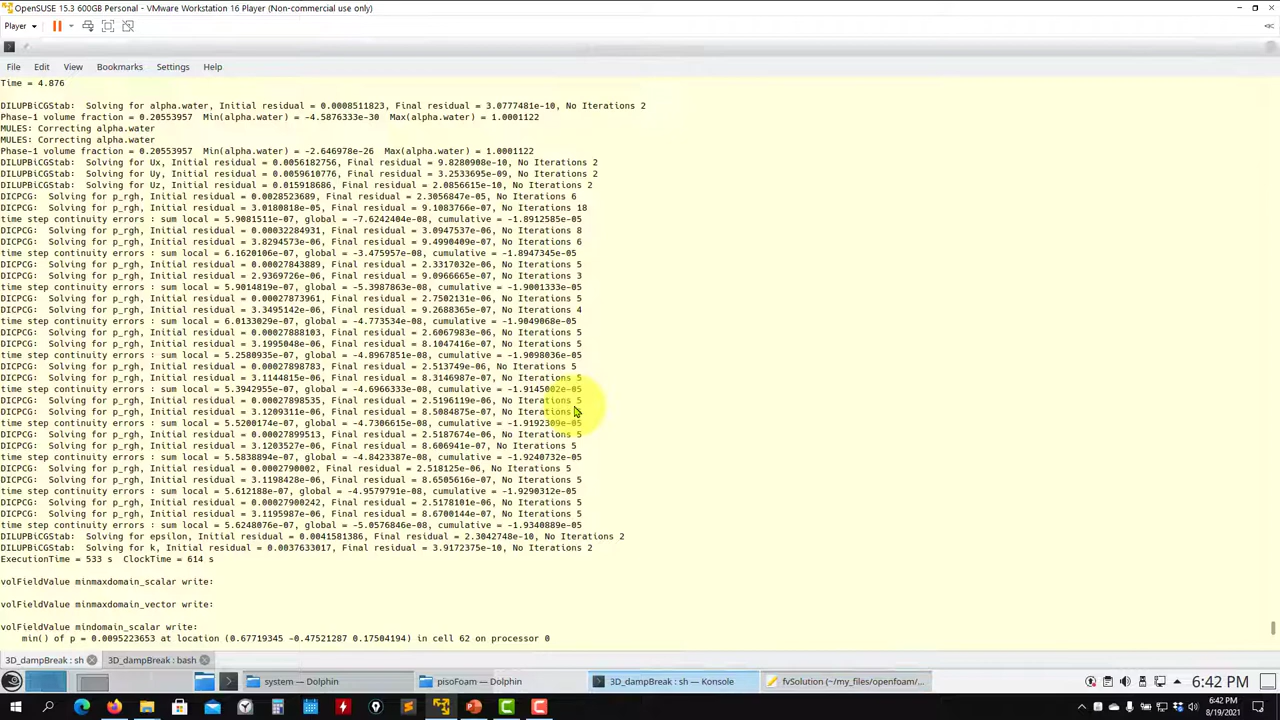 OpenSUSE 15.3 600GB Personal - VMware Workstation 16 Player (Non-commercial use only)
Player
File Edit View Bookmarks Settings Help
Time = 4.876
DILUPBiCGStab:  Solving for alpha.water, Initial residual = 0.0008511823, Final residual = 3.0777481e-10, No Iterations 2
Phase-1 volume fraction = 0.20553957  Min(alpha.water) = -4.5876333e-30  Max(alpha.water) = 1.0001122
MULES: Correcting alpha.water
MULES: Correcting alpha.water
Phase-1 volume fraction = 0.20553957  Min(alpha.water) = -2.646978e-26  Max(alpha.water) = 1.0001122
DILUPBiCGStab:  Solving for Ux, Initial residual = 0.0056182756, Final residual = 9.8280908e-10, No Iterations 2
DILUPBiCGStab:  Solving for Uy, Initial residual = 0.0059610776, Final residual = 3.2533695e-09, No Iterations 2
DILUPBiCGStab:  Solving for Uz, Initial residual = 0.015918686, Final residual = 2.0856615e-10, No Iterations 2
DICPCG:  Solving for p_rgh, Initial residual = 0.0028523689, Final residual = 2.3056847e-05, No Iterations 6
DICPCG:  Solving for p_rgh, Initial residual = 3.0180818e-05, Final residual = 9.1083766e-07, No Iterations 18
time step continuity errors : sum local = 5.9081511e-07, global = -7.6242404e-08, cumulative = -1.8912585e-05
DICPCG:  Solving for p_rgh, Initial residual = 0.00032284931, Final residual = 3.0947537e-06, No Iterations 8
DICPCG:  Solving for p_rgh, Initial residual = 3.8294573e-06, Final residual = 9.4990409e-07, No Iterations 6
time step continuity errors : sum local = 6.1620106e-07, global = -3.475957e-08, cumulative = -1.8947345e-05
DICPCG:  Solving for p_rgh, Initial residual = 0.00027843889, Final residual = 2.3317032e-06, No Iterations 5
DICPCG:  Solving for p_rgh, Initial residual = 2.9369726e-06, Final residual = 9.0966665e-07, No Iterations 3
time step continuity errors : sum local = 5.9014819e-07, global = -5.3987863e-08, cumulative = -1.9001333e-05
DICPCG:  Solving for p_rgh, Initial residual = 0.00027873961, Final residual = 2.7502131e-06, No Iterations 5
DICPCG:  Solving for p_rgh, Initial residual = 3.3495142e-06, Final residual = 9.2688365e-07, No Iterations 4
time step continuity errors : sum local = 6.0133029e-07, global = -4.773534e-08, cumulative = -1.9049068e-05
DICPCG:  Solving for p_rgh, Initial residual = 0.00027888103, Final residual = 2.6067983e-06, No Iterations 5
DICPCG:  Solving for p_rgh, Initial residual = 3.1995048e-06, Final residual = 8.1047416e-07, No Iterations 5
time step continuity errors : sum local = 5.2580935e-07, global = -4.8967851e-08, cumulative = -1.9098036e-05
DICPCG:  Solving for p_rgh, Initial residual = 0.00027898783, Final residual = 2.513749e-06, No Iterations 5
DICPCG:  Solving for p_rgh, Initial residual = 3.1144815e-06, Final residual = 8.3146987e-07, No Iterations 5
time step continuity errors : sum local = 5.3942955e-07, global = -4.6966333e-08, cumulative = -1.9145002e-05
DICPCG:  Solving for p_rgh, Initial residual = 0.00027898535, Final residual = 2.5196119e-06, No Iterations 5
DICPCG:  Solving for p_rgh, Initial residual = 3.1209311e-06, Final residual = 8.5084875e-07, No Iterations
time step continuity errors : sum local = 5.5200174e-07, global = -4.7306615e-08, cumulative = -1.9192309e-05
DICPCG:  Solving for p_rgh, Initial residual = 0.0002789513, Final residual = 2.5187674e-06, No Iterations 5
DICPCG:  Solving for p_rgh, Initial residual = 3.1203527e-06, Final residual = 8.606941e-07, No Iterations 5
time step continuity errors : sum local = 5.5838894e-07, global = -4.8423387e-08, cumulative = -1.9240732e-05
DICPCG:  Solving for p_rgh, Initial residual = 0.0002790002, Final residual = 2.518125e-06, No Iterations 5
DICPCG:  Solving for p_rgh, Initial residual = 3.1198428e-06, Final residual = 8.6505616e-07, No Iterations 5
time step continuity errors : sum local = 5.612188e-07, global = -4.9579791e-08, cumulative = -1.9290312e-05
DICPCG:  Solving for p_rgh, Initial residual = 0.00027900242, Final residual = 2.5178101e-06, No Iterations 5
DICPCG:  Solving for p_rgh, Initial residual = 3.1195987e-06, Final residual = 8.6700144e-07, No Iterations 5
time step continuity errors : sum local = 5.6248076e-07, global = -5.0576846e-08, cumulative = -1.9340889e-05
DILUPBiCGStab:  Solving for epsilon, Initial residual = 0.0041581386, Final residual = 2.3042748e-10, No Iterations 2
DILUPBiCGStab:  Solving for k, Initial residual = 0.0037633017, Final residual = 3.9172375e-10, No Iterations 2
ExecutionTime = 533 s  ClockTime = 614 s
volFieldValue minmaxdomain_scalar write:
volFieldValue minmaxdomain_vector write:
volFieldValue mindomain_scalar write:
min() of p = 0.0095223653 at location (0.67719345 -0.47521287 0.17504194) in cell 62 on processor 0
3D_dampBreak : sh 3D_dampBreak : bash
system — Dolphin pisoFoam — Dolphin 3D_dampBreak : sh — Konsole fvSolution (~/my_files/openfoam/... 6:42 PM
6:42 PM
8/19/2021